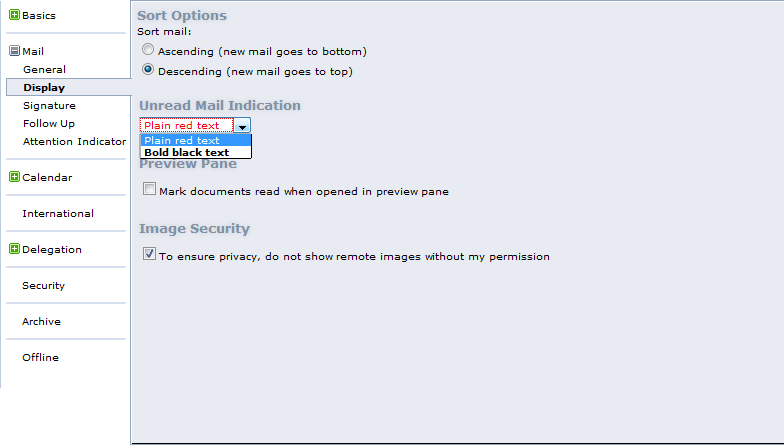 Basics
Mail
General
Display
Signature
Follow Up
Attention Indicator
Calendar
International
Delegation
Security
Archive
Offline
Sort Options
Sort mail:
Ascending (new mail goes to bottom)
Descending (new mail goes to top)
Unread Mail Indication
Plain red text
Plain red text
Bold black text
Preview Pane
Mark documents read when opened in preview pane
Image Security
To ensure privacy, do not show remote images without my permission